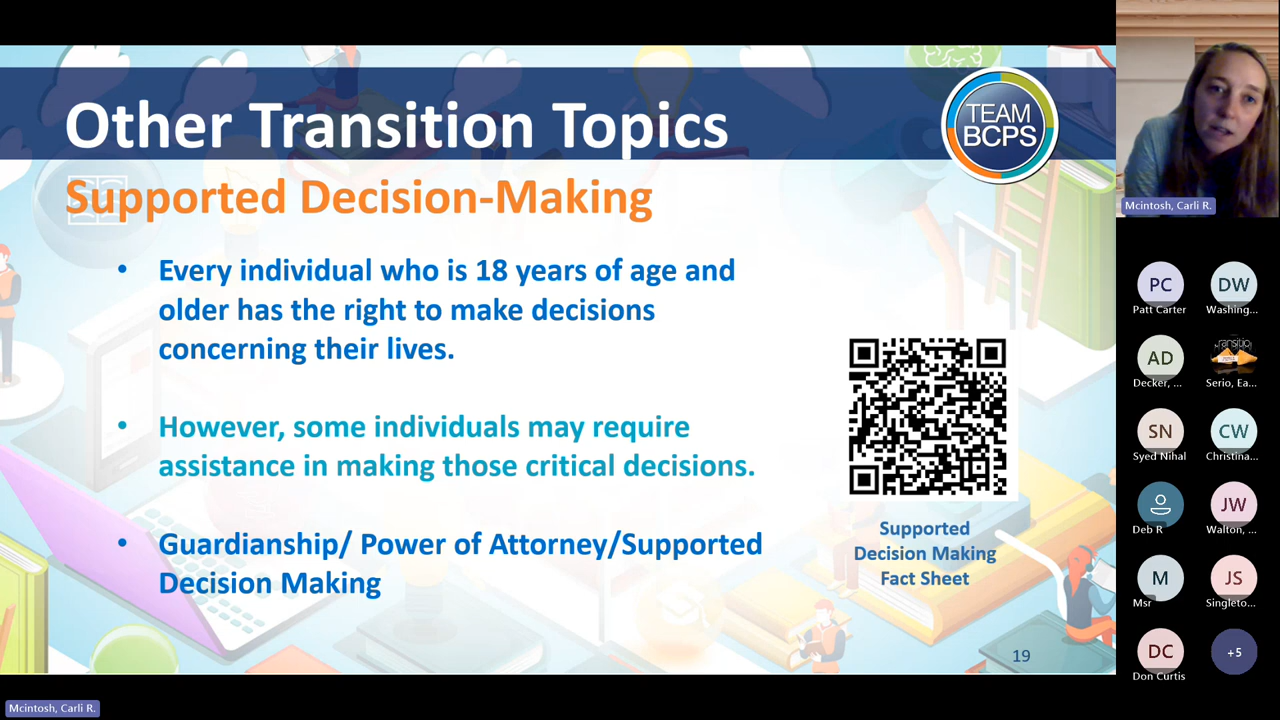 Other Transition Topics
TEAM
BCPS
Supported Decision-Making
• Every individual who is 18 years of age and
older has the right to make decisions
concerning their lives.
• However, some individuals may require
assistance in making those critical decisions.
• Guardianship/ Power of Attorney/Supported
Decision Making
Supported
Decision Making
Fact Sheet
19
Mcintosh, Carli R.
PC
Patt Carter
DW
Washing...
AD
Decker, ...
Serio, Ea...
SN
Syed Nihal
CW
Christina...
Deb R
JW
Walton, ...
M
Msr
JS
Singleto...
DC
Don Curtis
+5
Mcintosh, Carli R.